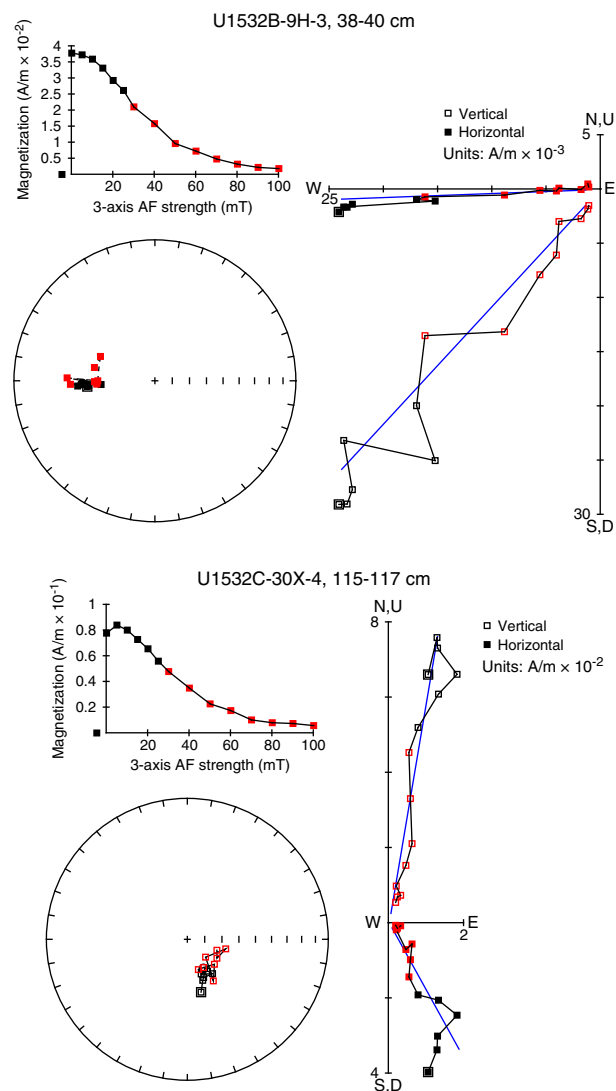 U1532B-9H-3, 38-40 cm
Magnetization (A/m × 10⁻²)
4
3.5
3
2.5
2
1.5
1
0.5
20 40 60 80 100
3-axis AF strength (mT)
Vertical
Horizontal
Units: A/m × 10⁻³
N,U
5
W
25
E
30
S,D
U1532C-30X-4, 115-117 cm
Magnetization (A/m × 10⁻¹)
1
0.8
0.6
0.4
0.2
20 40 60 80 100
3-axis AF strength (mT)
N,U
8
Vertical
Horizontal
Units: A/m × 10⁻²
W
E
2
4
S,D